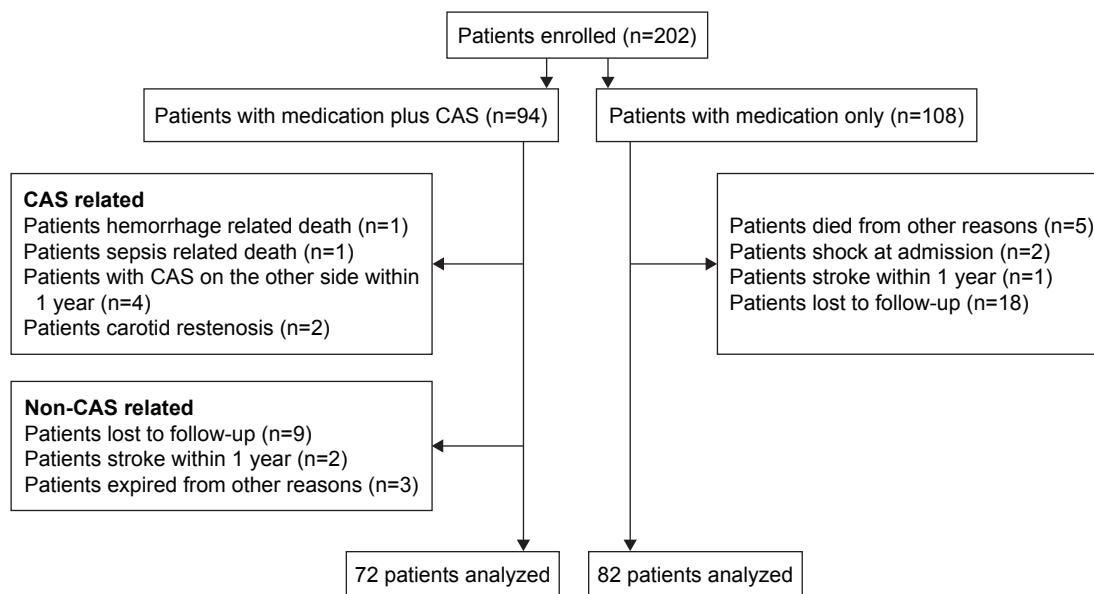 Patients enrolled (n=202)
Patients with medication plus CAS (n=94)
Patients with medication only (n=108)
CAS related
Patients hemorrhage related death (n=1)
Patients sepsis related death (n=1)
Patients with CAS on the other side within
1 year (n=4)
Patients carotid restenosis (n=2)
Patients died from other reasons (n=5)
Patients shock at admission (n=2)
Patients stroke within 1 year (n=1)
Patients lost to follow-up (n=18)
Non-CAS related
Patients lost to follow-up (n=9)
Patients stroke within 1 year (n=2)
Patients expired from other reasons (n=3)
72 patients analyzed
82 patients analyzed